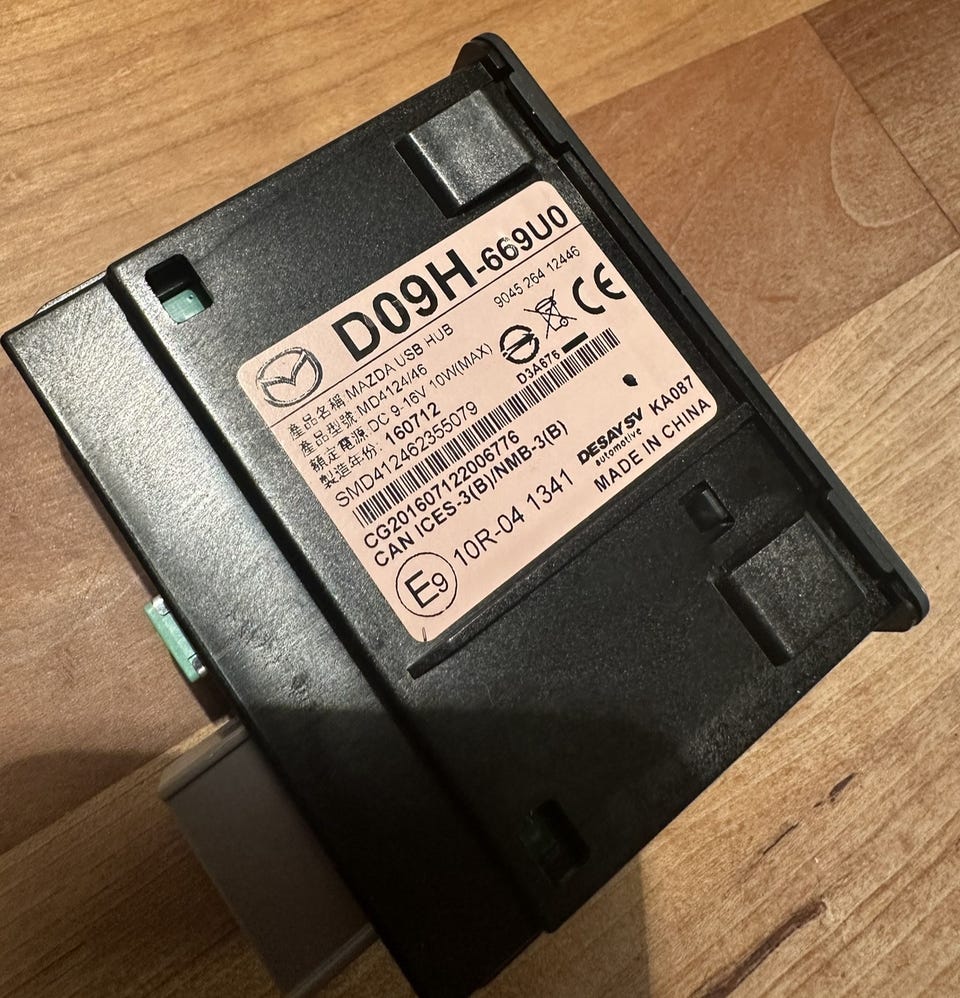 D09H-669U0
9045 264 12446
產品名稱 MAZDA USB HUB
產品型號: MD4124/46
額定電源: DC 9-16V 10W(MAX)
製造年份: 160712
CE
D3A676
SMD412462355079
CG201607122006776
CAN ICES-3(B)/NMB-3(B)
E9 10R-04 1341
DESAY SV
automotive
KA087
MADE IN CHINA